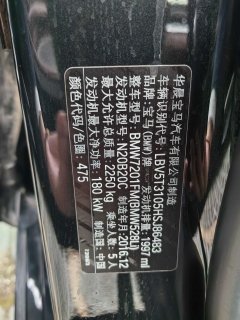 华晨宝马汽车有限公司制造
车辆识别代号：LBV5T3105HSJ86483
品牌：宝马(BMW)牌 发动机排量：1997 ml
整车型号：BMW7201FM(BMW528Li)
发动机型号：N20B20C 制造年月：2016.12
最大允许总质量：2250 kg 乘坐人数：5人
发动机最大净功率：180 kW 制造国：中国
颜色代码/色圈：475